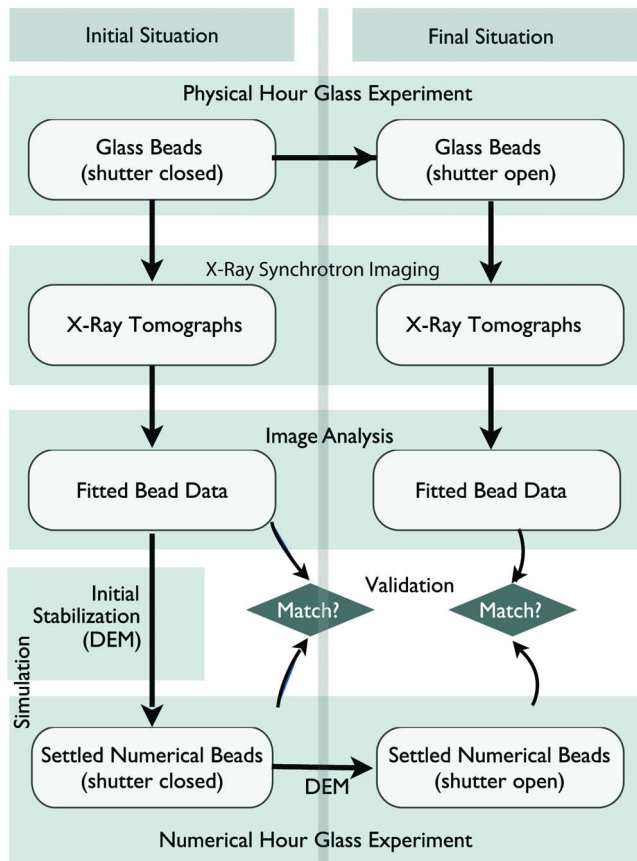 Initial Situation
Final Situation
Physical Hour Glass Experiment
Glass Beads
(shutter closed)
Glass Beads
(shutter open)
X-Ray Synchrotron Imaging
X-Ray Tomographs
X-Ray Tomographs
Image Analysis
Fitted Bead Data
Fitted Bead Data
Initial
Stabilization
(DEM)
Validation
Match?
Match?
Simulation
Settled Numerical Beads
(shutter closed)
DEM
Settled Numerical Beads
(shutter open)
Numerical Hour Glass Experiment